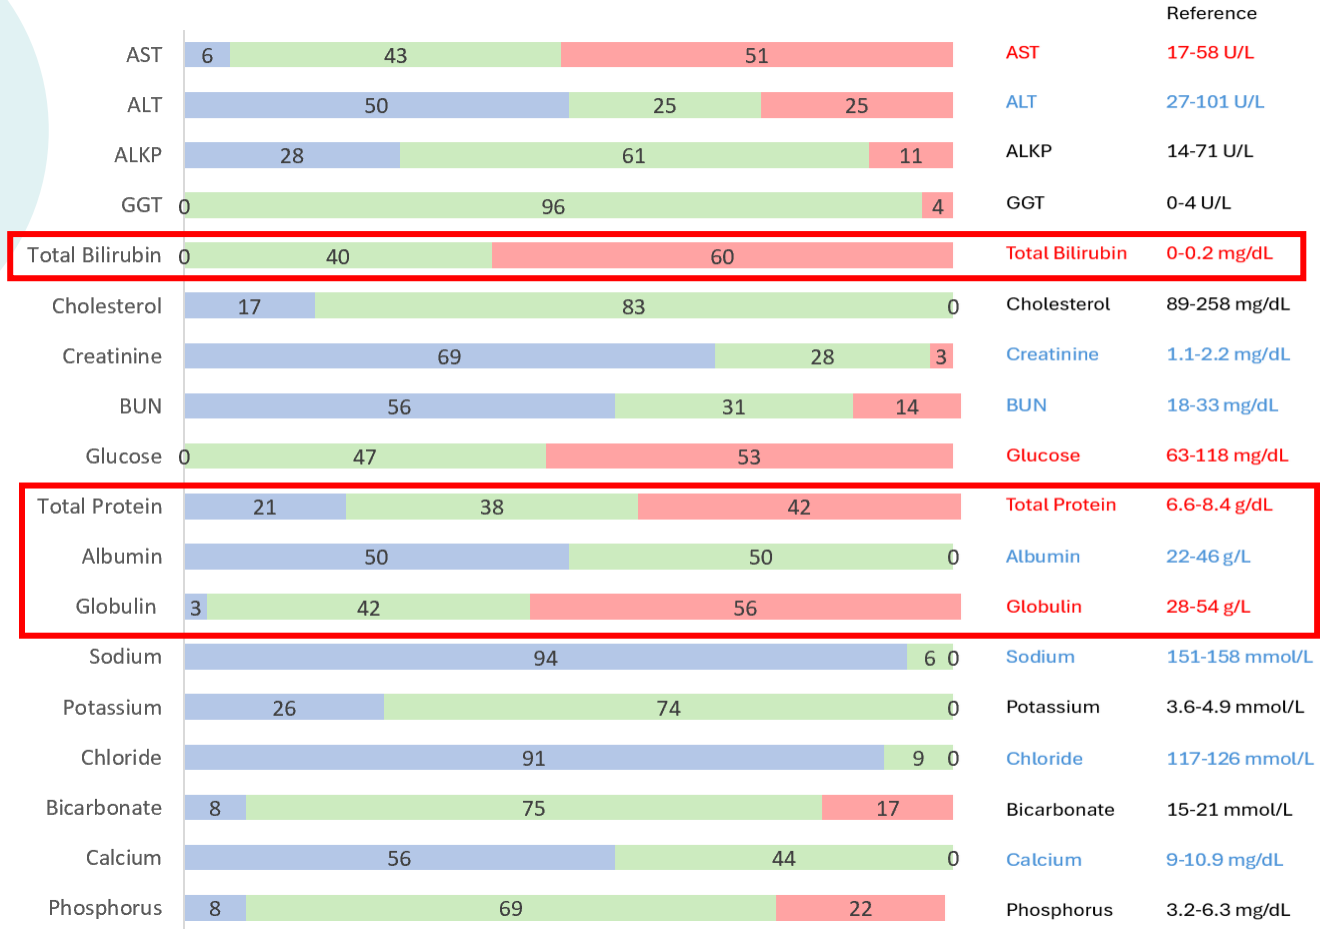 Reference
AST 6 43 51 AST 17-58 U/L
ALT 50 25 25 ALT 27-101 U/L
ALKP 28 61 11 ALKP 14-71 U/L
GGT 0 96 4 GGT 0-4 U/L
Total Bilirubin 0 40 60 Total Bilirubin 0-0.2 mg/dL
Cholesterol 17 83 0 Cholesterol 89-258 mg/dL
Creatinine 69 28 3 Creatinine 1.1-2.2 mg/dL
BUN 56 31 14 BUN 18-33 mg/dL
Glucose 0 47 53 Glucose 63-118 mg/dL
Total Protein 21 38 42 Total Protein 6.6-8.4 g/dL
Albumin 50 50 0 Albumin 22-46 g/L
Globulin 3 42 56 Globulin 28-54 g/L
Sodium 94 6 0 Sodium 151-158 mmol/L
Potassium 26 74 0 Potassium 3.6-4.9 mmol/L
Chloride 91 9 0 Chloride 117-126 mmol/L
Bicarbonate 8 75 17 Bicarbonate 15-21 mmol/L
Calcium 56 44 0 Calcium 9-10.9 mg/dL
Phosphorus 8 69 22 Phosphorus 3.2-6.3 mg/dL